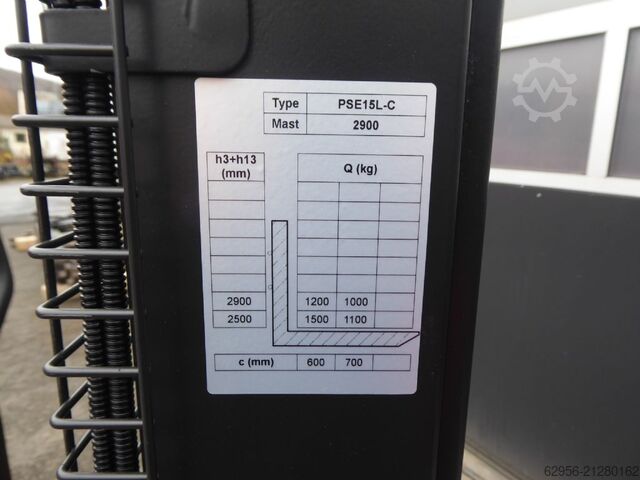 Type PSE15L-C
Mast 2900
h3+h13 (mm) Q (kg)
2900 1200 1000
2500 1500 1100
c (mm) 600 700
62956-21280162